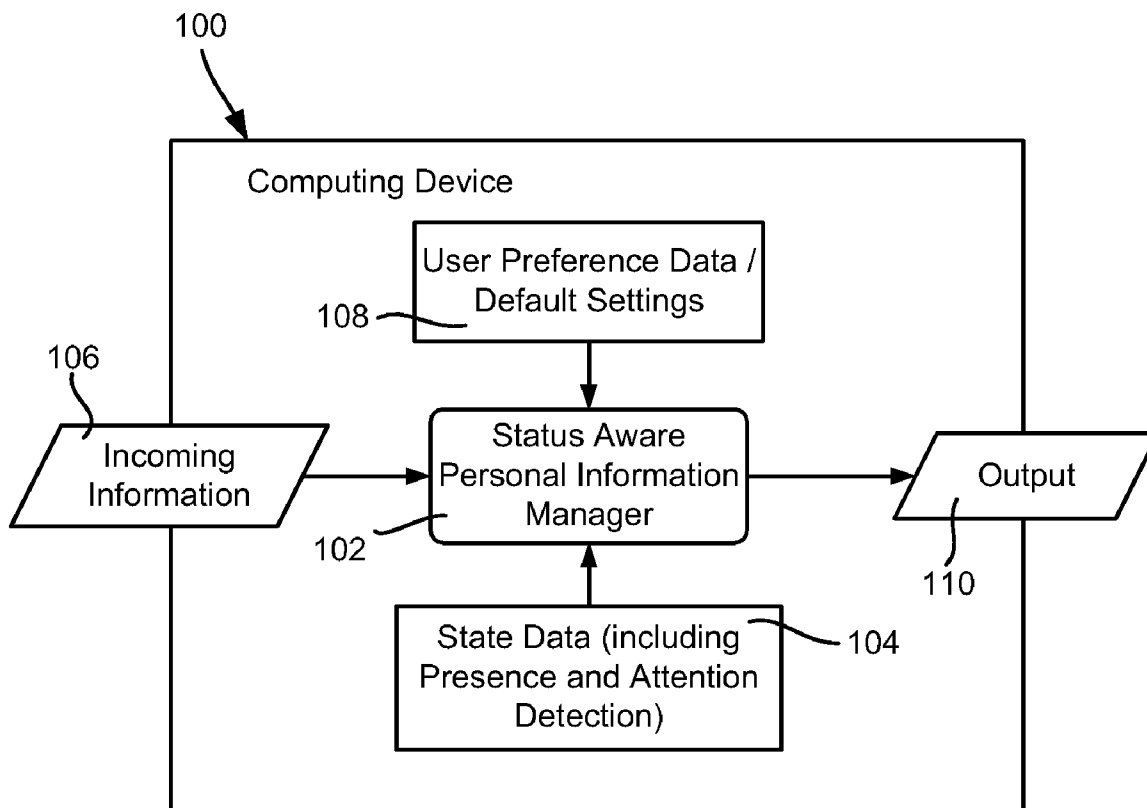 100
Computing Device
User Preference Data /
Default Settings
108
106
Incoming
Information
Status Aware
Personal Information
Manager
102
Output
110
State Data (including
Presence and Attention
Detection)
104